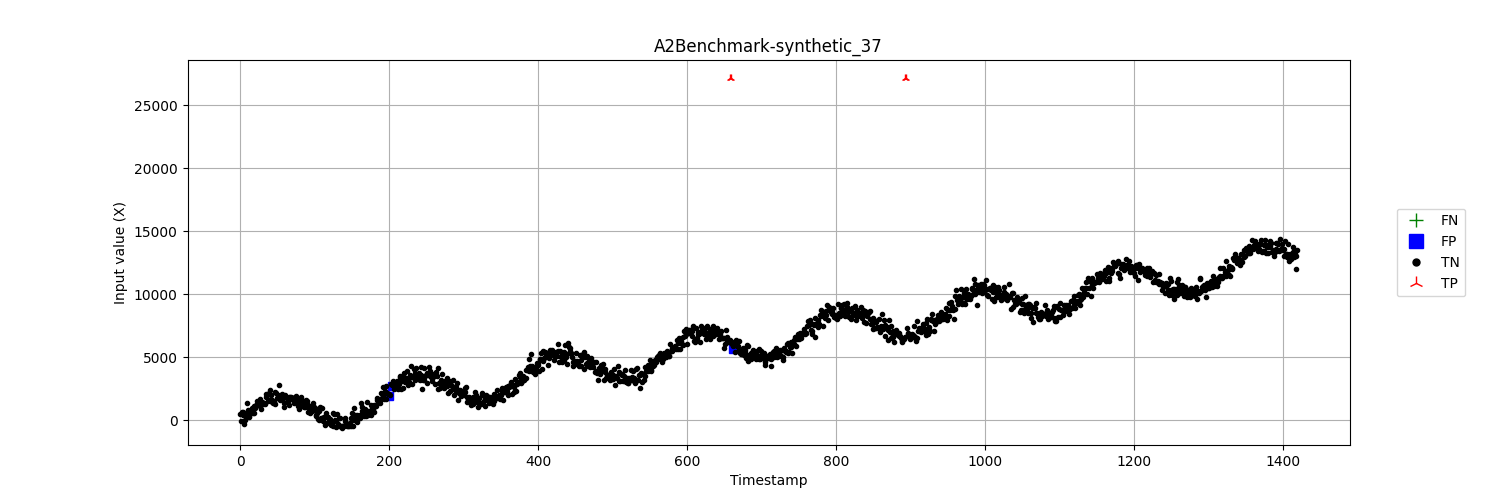 A2Benchmark-synthetic_37
Input value (X)
25000
20000
15000
10000
5000
0
0 200 400 600 800 1000 1200 1400
Timestamp
FN
FP
TN
TP